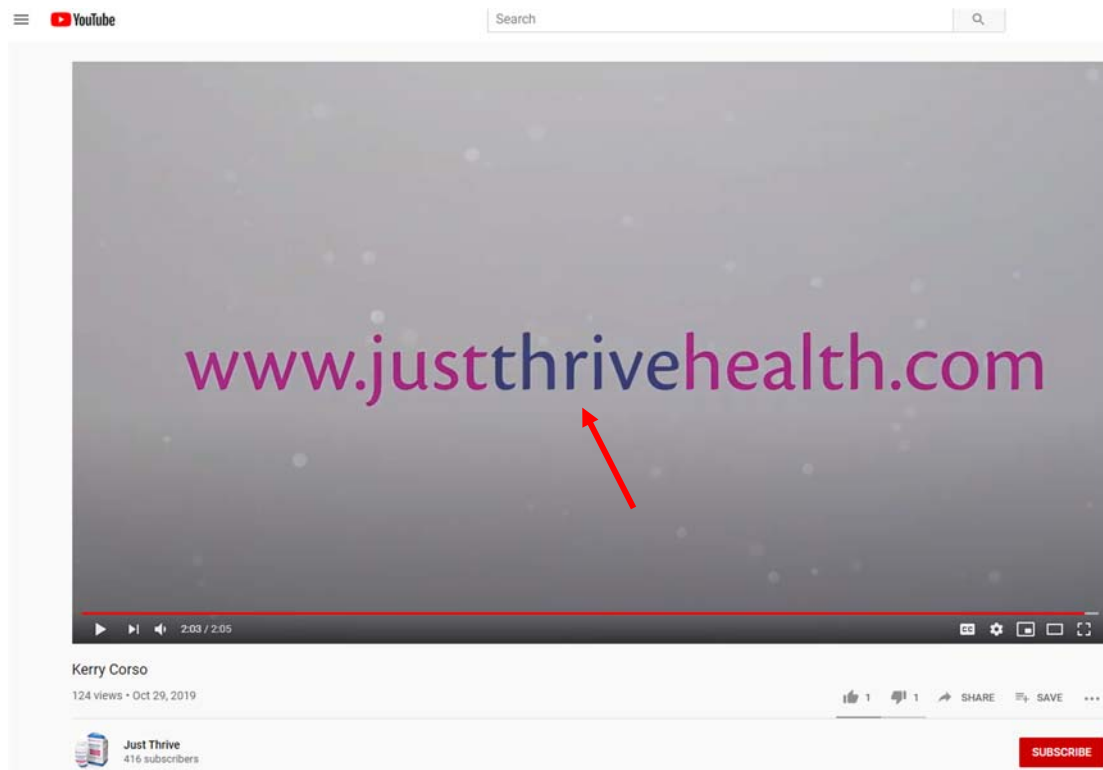 YouTube
Search
www.justthrivehealth.com
2:03 / 2:05
CC
Kerry Corso
124 views • Oct 29, 2019
1 1 SHARE SAVE
Just Thrive
416 subscribers
SUBSCRIBE